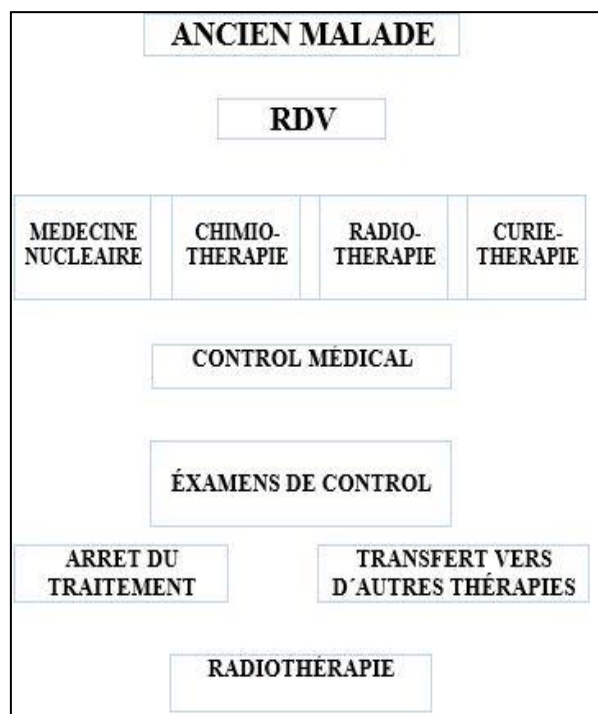 ANCIEN MALADE
RDV
MEDECINE
NUCLEAIRE
CHIMIO-
THERAPIE
RADIO-
THERAPIE
CURIE-
THERAPIE
CONTROL MÉDICAL
ÉXAMENS DE CONTROL
ARRET DU
TRAITEMENT
TRANSFERT VERS
D´AUTRES THÉRAPIES
RADIOTHÉRAPIE